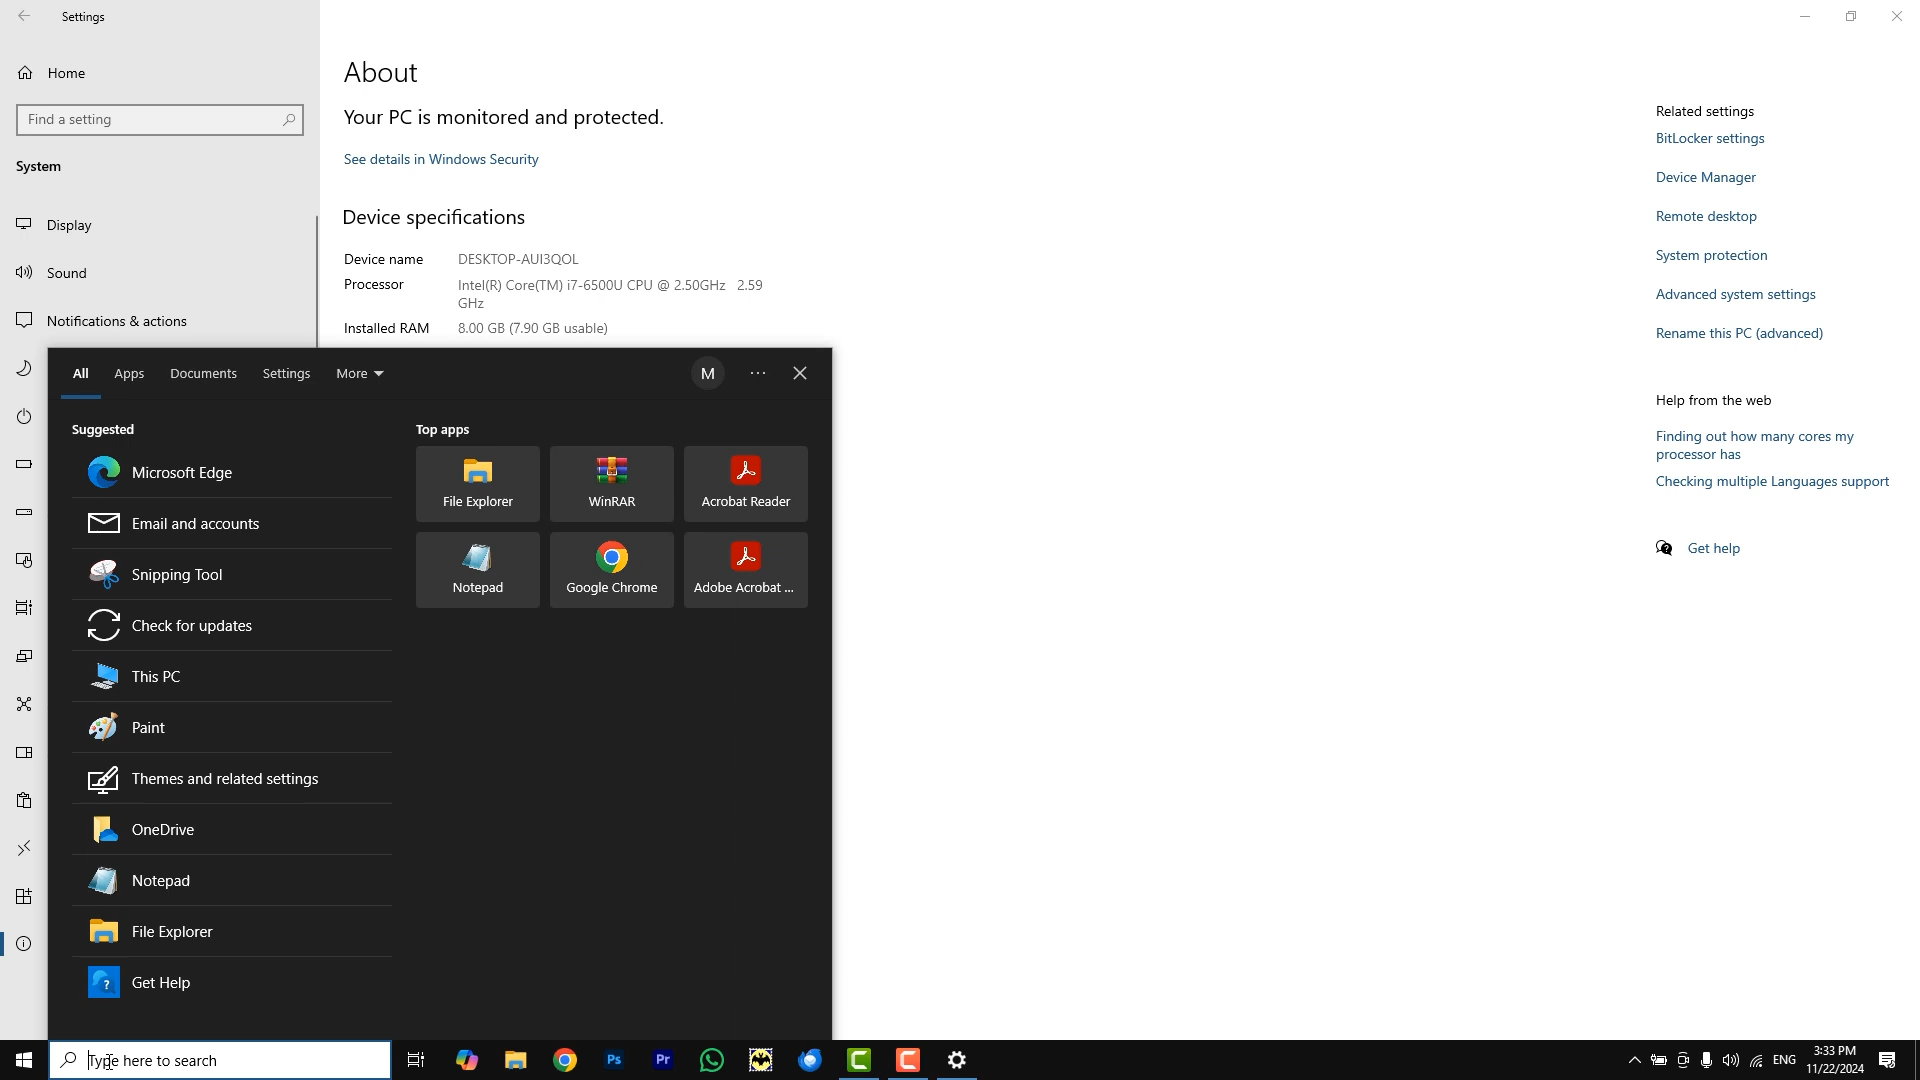 Settings
Home
Find a setting
System
Display
Sound
Notifications & actions
About
Your PC is monitored and protected.
See details in Windows Security
Device specifications
Device name DESKTOP-AUI3QOL
Processor Intel(R) Core(TM) i7-6500U CPU @ 2.50GHz 2.59
GHz
Installed RAM 8.00 GB (7.90 GB usable)
Related settings
BitLocker settings
Device Manager
Remote desktop
System protection
Advanced system settings
Rename this PC (advanced)
Help from the web
Finding out how many cores my
processor has
Checking multiple Languages support
Get help
All Apps Documents Settings More M
Suggested
Microsoft Edge
Email and accounts
Snipping Tool
Check for updates
This PC
Paint
Themes and related settings
OneDrive
Notepad
File Explorer
Get Help
Top apps
File Explorer WinRAR Acrobat Reader
Notepad Google Chrome Adobe Acrobat ...
Type here to search
Ps Pr
ENG
3:33 PM
11/22/2024